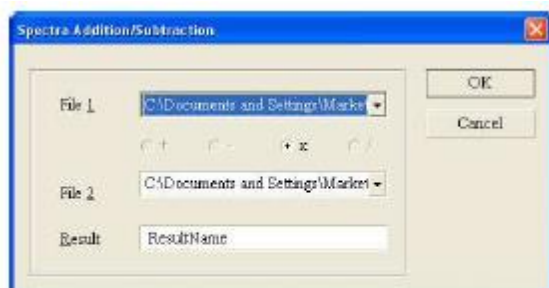 Spectra Addition/Subtraction
OK
File 1
C:\Documents and Settings\Market
Cancel
+ - x /
File 2
C:\Documents and Settings\Market
Result
ResultName